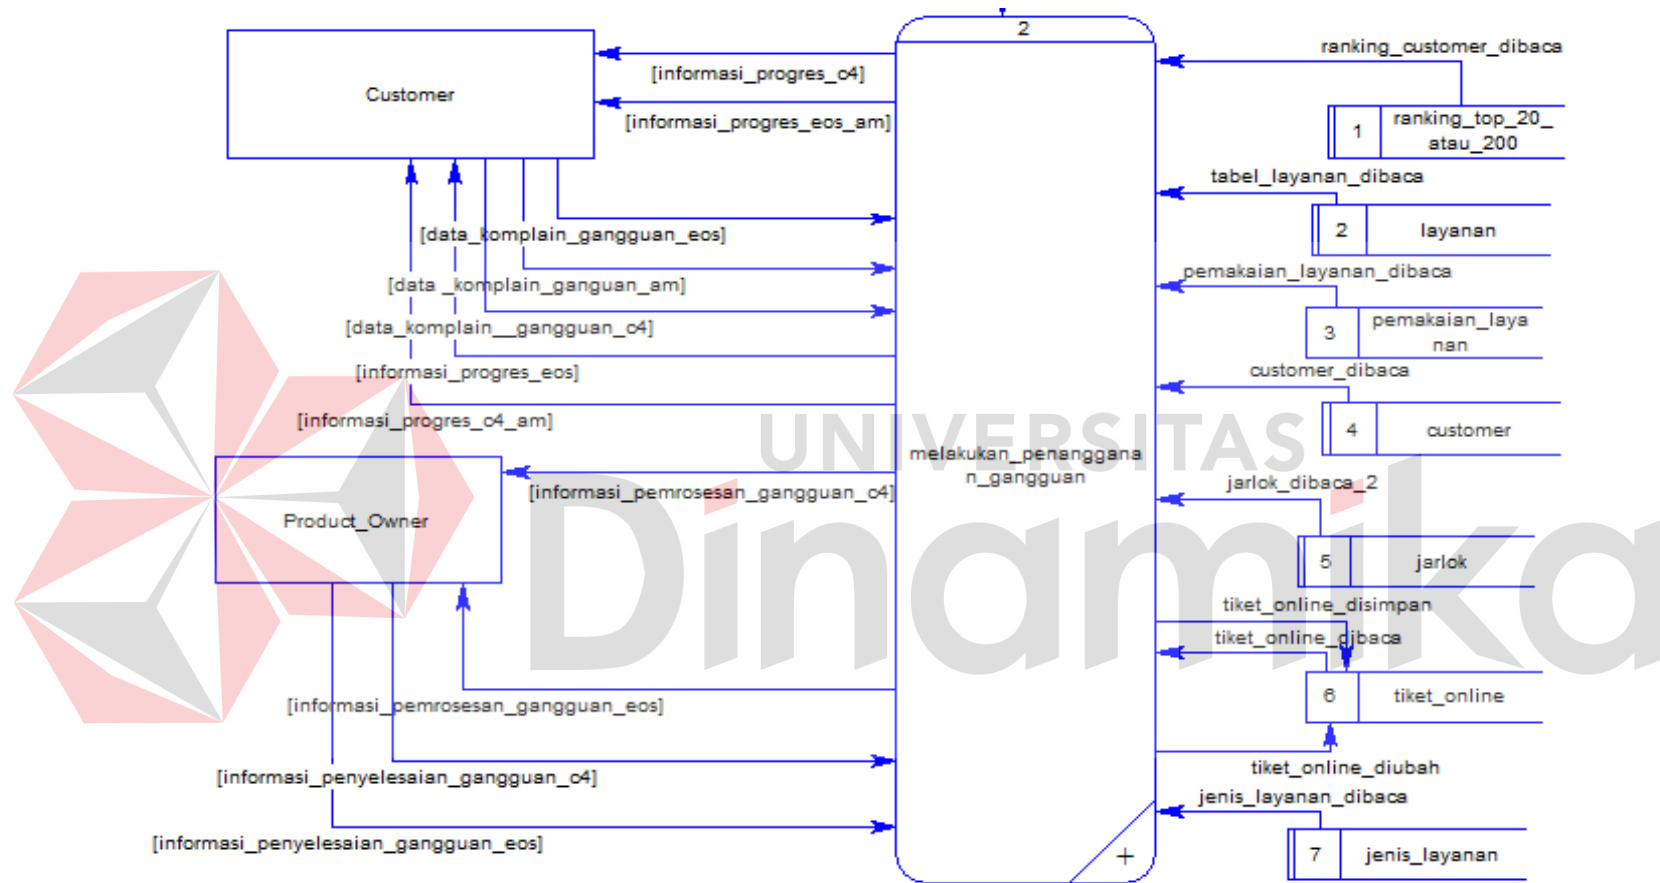 2
Customer
[informasi_progres_c4]
[informasi_progres_eos_am]
[data_komplain_gangguan_eos]
[data _komplain_ganguan_am]
[data_komplain__gangguan_c4]
[informasi_progres_eos]
[informasi_progres_c4_am]
Product_Owner
[informasi_pemrosesan_gangguan_c4]
[informasi_pemrosesan_gangguan_eos]
[informasi_penyelesaian_gangguan_c4]
[informasi_penyelesaian_gangguan_eos]
melakukan_penanggana
n_gangguan
+
ranking_customer_dibaca
1
ranking_top_20_
atau_200
tabel_layanan_dibaca
2
layanan
pemakaian_layanan_dibaca
3
pemakaian_laya
nan
customer_dibaca
4
customer
jarlok_dibaca_2
5
jarlok
tiket_online_disimpan
tiket_online_dibaca
6
tiket_online
tiket_online_diubah
jenis_layanan_dibaca
7
jenis_layanan
UNIVERSITAS
Dinamika